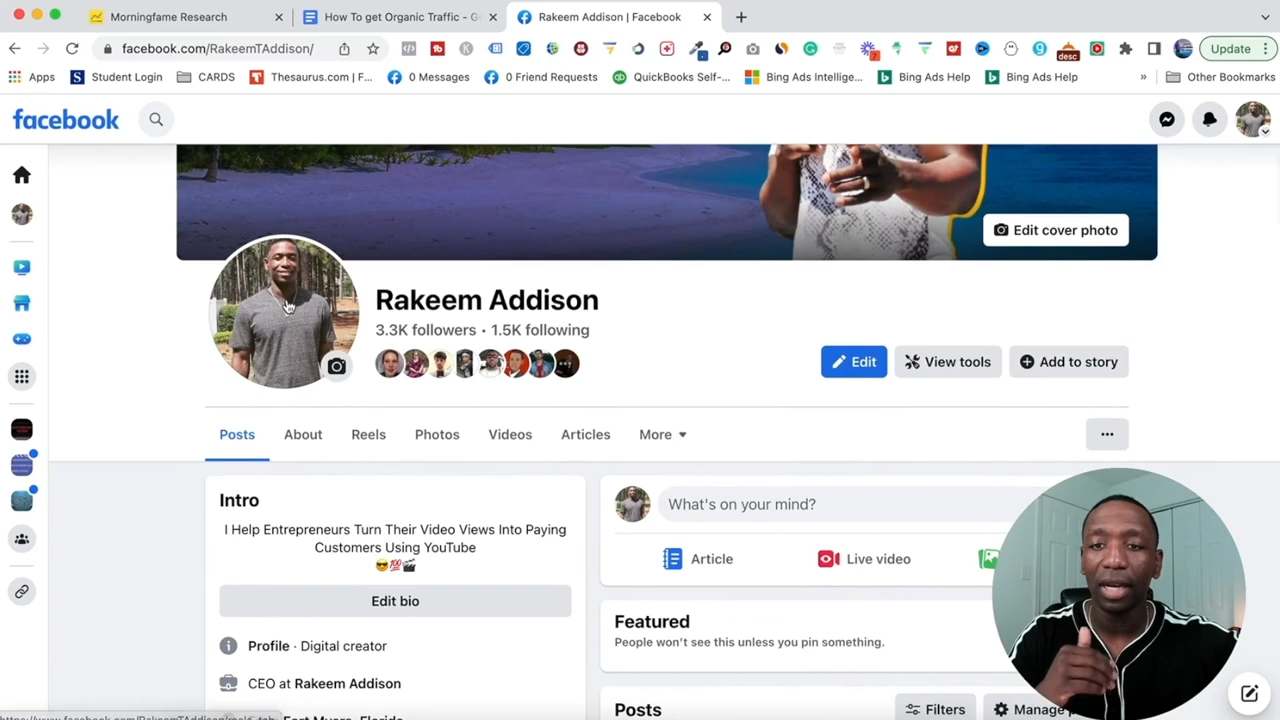 Morningfame Research
How To get Organic Traffic - G
Rakeem Addison | Facebook
facebook.com/RakeemTAddison/
7
desc
Update
Apps
Student Login
CARDS
Thesaurus.com | F...
0 Messages
0 Friend Requests
QuickBooks Self-...
Bing Ads Intellige...
Bing Ads Help
Bing Ads Help
»
Other Bookmarks
facebook
Edit cover photo
Rakeem Addison
3.3K followers • 1.5K following
Edit
View tools
Add to story
Posts
About
Reels
Photos
Videos
Articles
More
Intro
I Help Entrepreneurs Turn Their Video Views Into Paying
Customers Using YouTube
😎💯🎬
Edit bio
Profile · Digital creator
CEO at Rakeem Addison
What's on your mind?
Article
Live video
Featured
People won't see this unless you pin something.
Posts
Filters
Manage